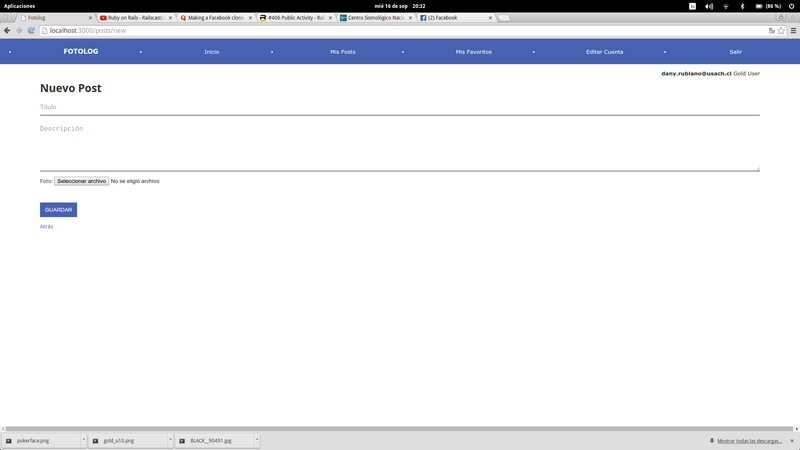 Aplicaciones mié 16 de sep 20:32 (86 %)
Fotolog Ruby on Rails - Railscasts Making a Facebook clone #406 Public Activity - Rail Centro Sismológico Nacio (2) Facebook
localhost:3000/posts/new
FOTOLOG Inicio Mis Posts Mis Favoritos Editar Cuenta Salir
dany.rubiano@usach.cl Gold User
Nuevo Post
Título
Descripción
Foto: Seleccionar archivo No se eligió archivo
GUARDAR
Atrás
pokerface.png gold_u10.png BLACK__90491.jpg Mostrar todas las descargas...